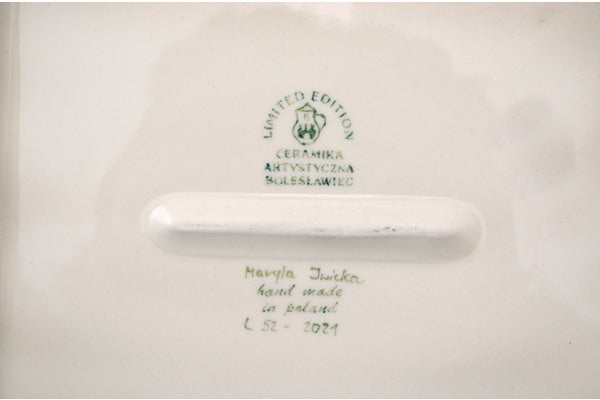 LIMITED EDITION
CERAMIKA
ARTYSTYCZNA
BOLESŁAWIEC
Maryla Iwicka
hand made
in poland
L 52 - 2021